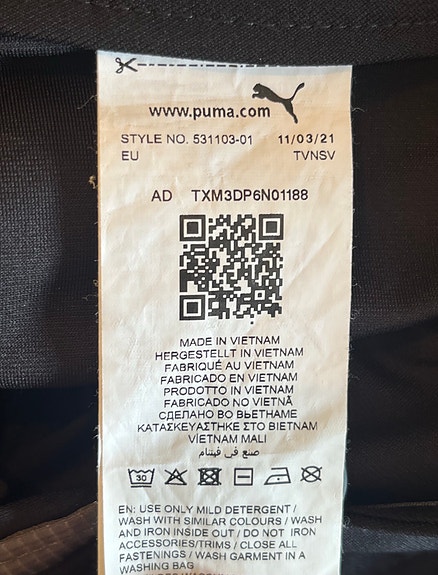 www.puma.com
STYLE NO. 531103-01 11/03/21
EU TVNSV
AD TXM3DP6N01188
MADE IN VIETNAM
HERGESTELLT IN VIETNAM
FABRIQUÉ AU VIETNAM
FABRICADO EN VIETNAM
PRODOTTO IN VIETNAM
FABRICADO NO VIETNÃ
СДЕЛАНО ВО ВЬЕТНАМЕ
ΚΑΤΑΣΚΕΥΑΣΤΗΚΕ ΣΤΟ ΒΙΕΤΝΑΜ
VİETNAM MALI
صنع في فيتنام
30
EN: USE ONLY MILD DETERGENT /
WASH WITH SIMILAR COLOURS / WASH
AND IRON INSIDE OUT / DO NOT IRON
ACCESSORIES/TRIMS / CLOSE ALL
FASTENINGS / WASH GARMENT IN A
WASHING BAG